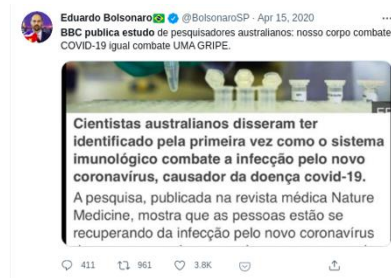 Eduardo Bolsonaro @BolsonaroSP · Apr 15, 2020
BBC publica estudo de pesquisadores australianos: nosso corpo combate
COVID-19 igual combate UMA GRIPE.
Cientistas australianos disseram ter
identificado pela primeira vez como o sistema
imunológico combate a infecção pelo novo
coronavírus, causador da doença covid-19.
A pesquisa, publicada na revista médica Nature
Medicine, mostra que as pessoas estão se
recuperando da infecção pelo novo coronavírus
411 961 3.8K